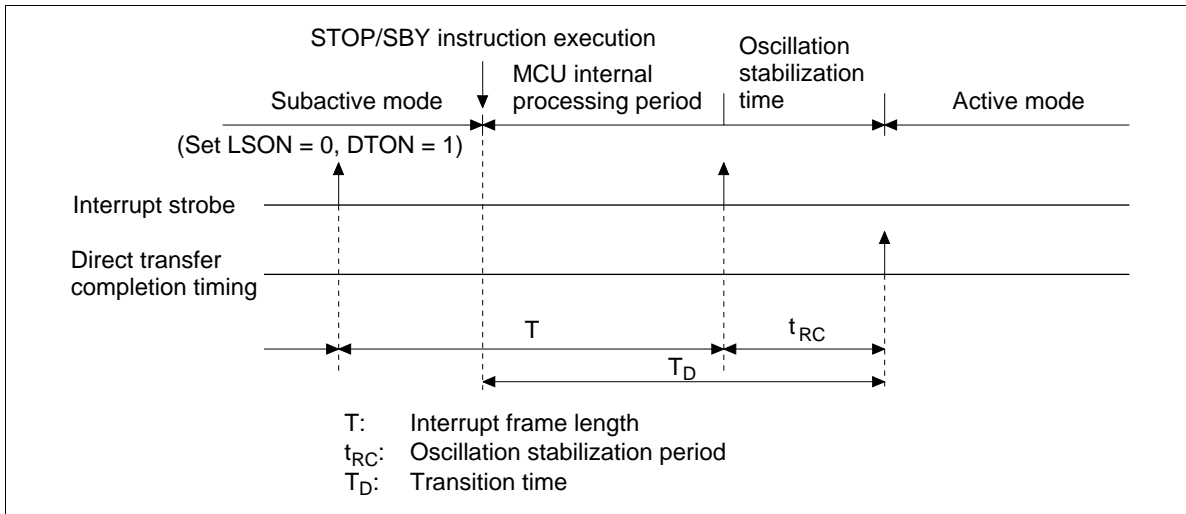 STOP/SBY instruction execution
Oscillation
stabilization
time
MCU internal
processing period
Subactive mode
Active mode
(Set LSON = 0, DTON = 1)
Interrupt strobe
Direct transfer
completion timing
T
tRC
TD
T: Interrupt frame length
tRC: Oscillation stabilization period
TD: Transition time